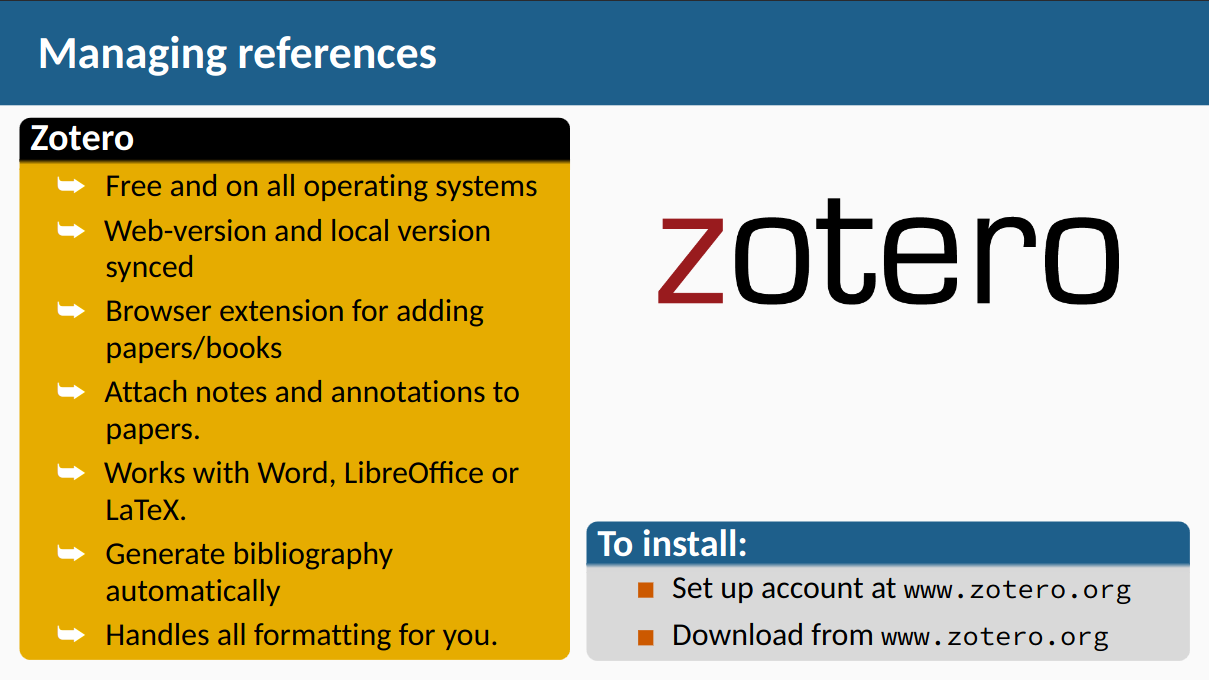 Managing references
Zotero
➥ Free and on all operating systems
➥ Web-version and local version
synced
➥ Browser extension for adding
papers/books
➥ Attach notes and annotations to
papers.
➥ Works with Word, LibreOffice or
LaTeX.
➥ Generate bibliography
automatically
➥ Handles all formatting for you.
zotero
To install:
■ Set up account at www.zotero.org
■ Download from www.zotero.org